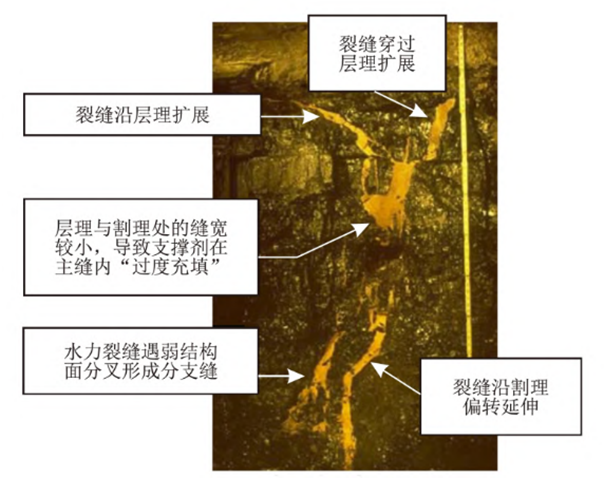 裂缝穿过
层理扩展
裂缝沿层理扩展
层理与割理处的缝宽
较小，导致支撑剂在
主缝内“过度充填”
水力裂缝遇弱结构
面分叉形成分支缝
裂缝沿割理
偏转延伸